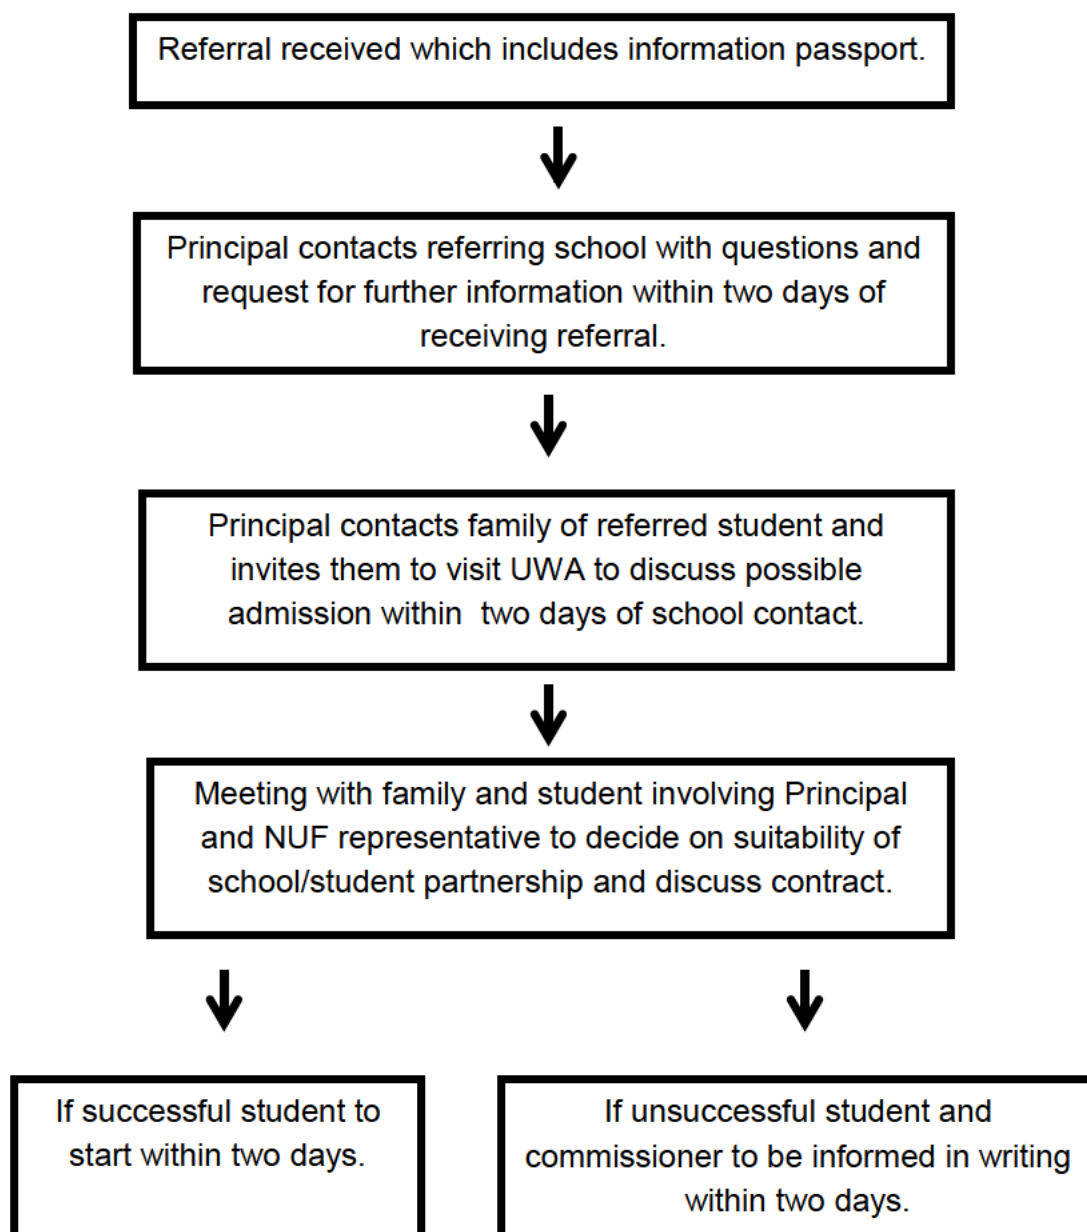 Referral received which includes information passport.
Principal contacts referring school with questions and
request for further information within two days of
receiving referral.
Principal contacts family of referred student and
invites them to visit UWA to discuss possible
admission within  two days of school contact.
Meeting with family and student involving Principal
and NUF representative to decide on suitability of
school/student partnership and discuss contract.
If successful student to
start within two days.
If unsuccessful student and
commissioner to be informed in writing
within two days.